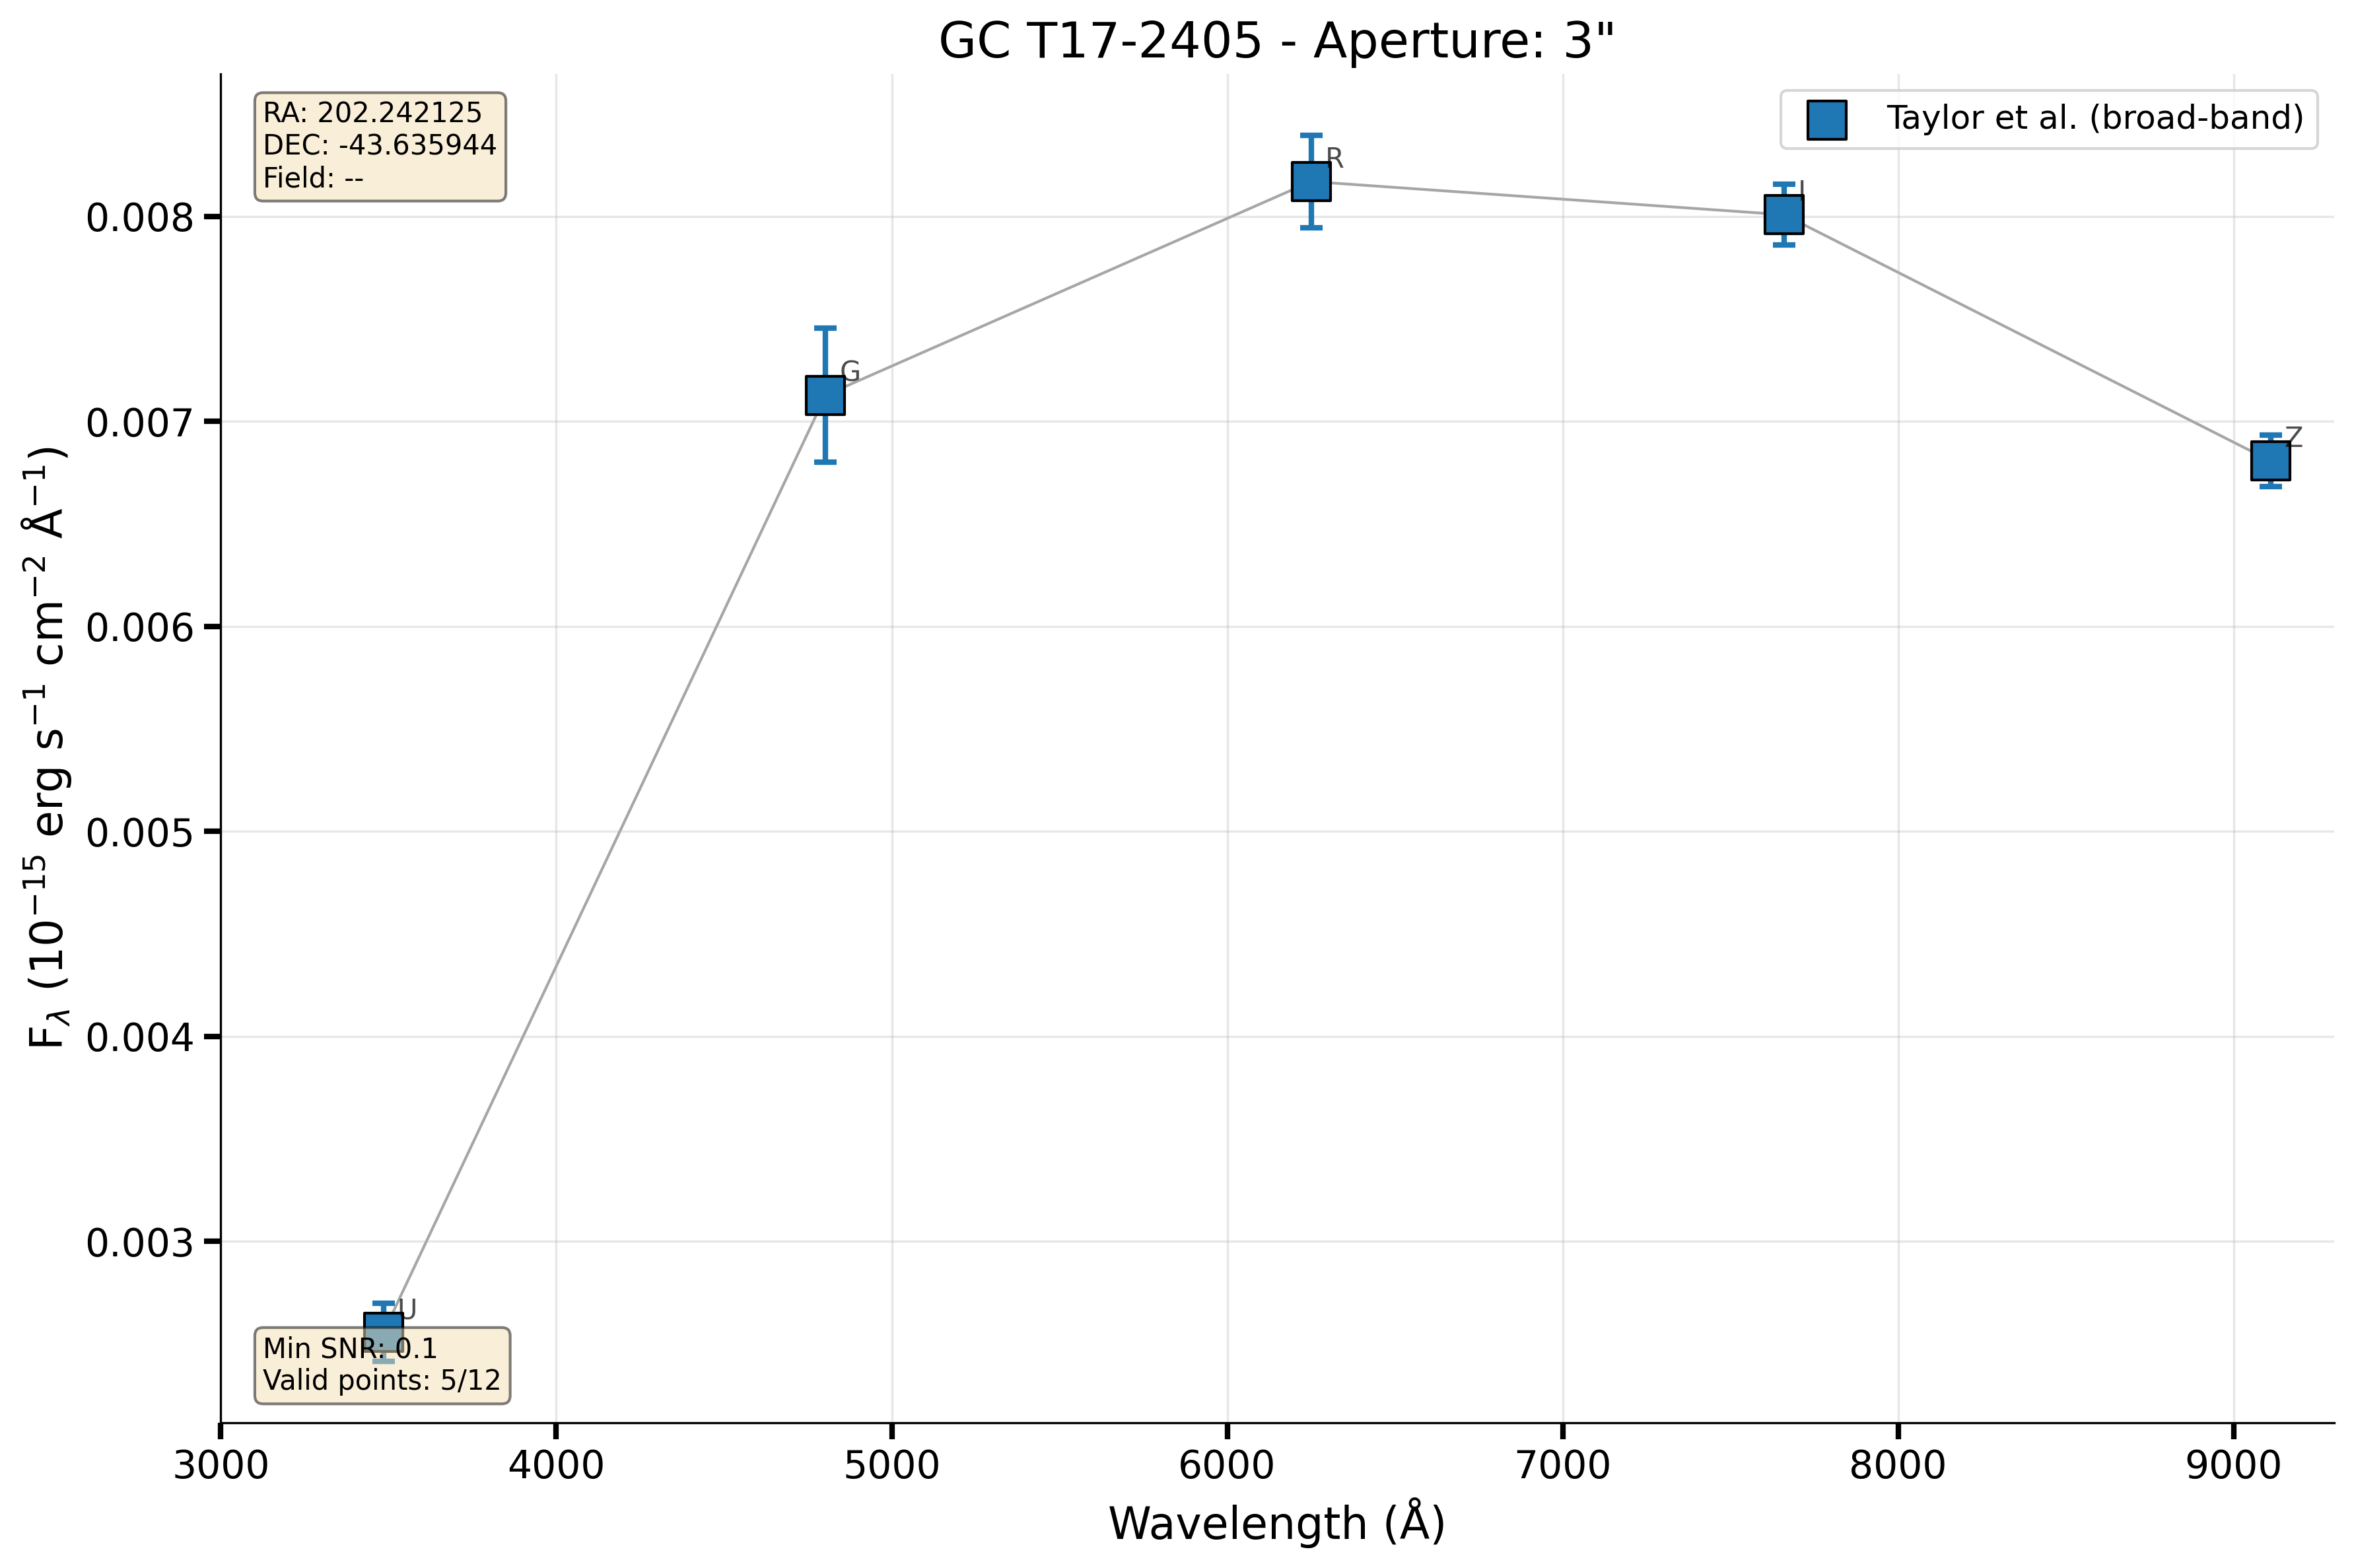 GC T17-2405 - Aperture: 3"
RA: 202.242125
DEC: -43.635944
Field: --
Taylor et al. (broad-band)
R
I
G
Z
U
0.008
0.007
0.006
0.005
0.004
0.003
F_λ (10⁻¹⁵ erg s⁻¹ cm⁻² Å⁻¹)
Min SNR: 0.1
Valid points: 5/12
3000 4000 5000 6000 7000 8000 9000
Wavelength (Å)